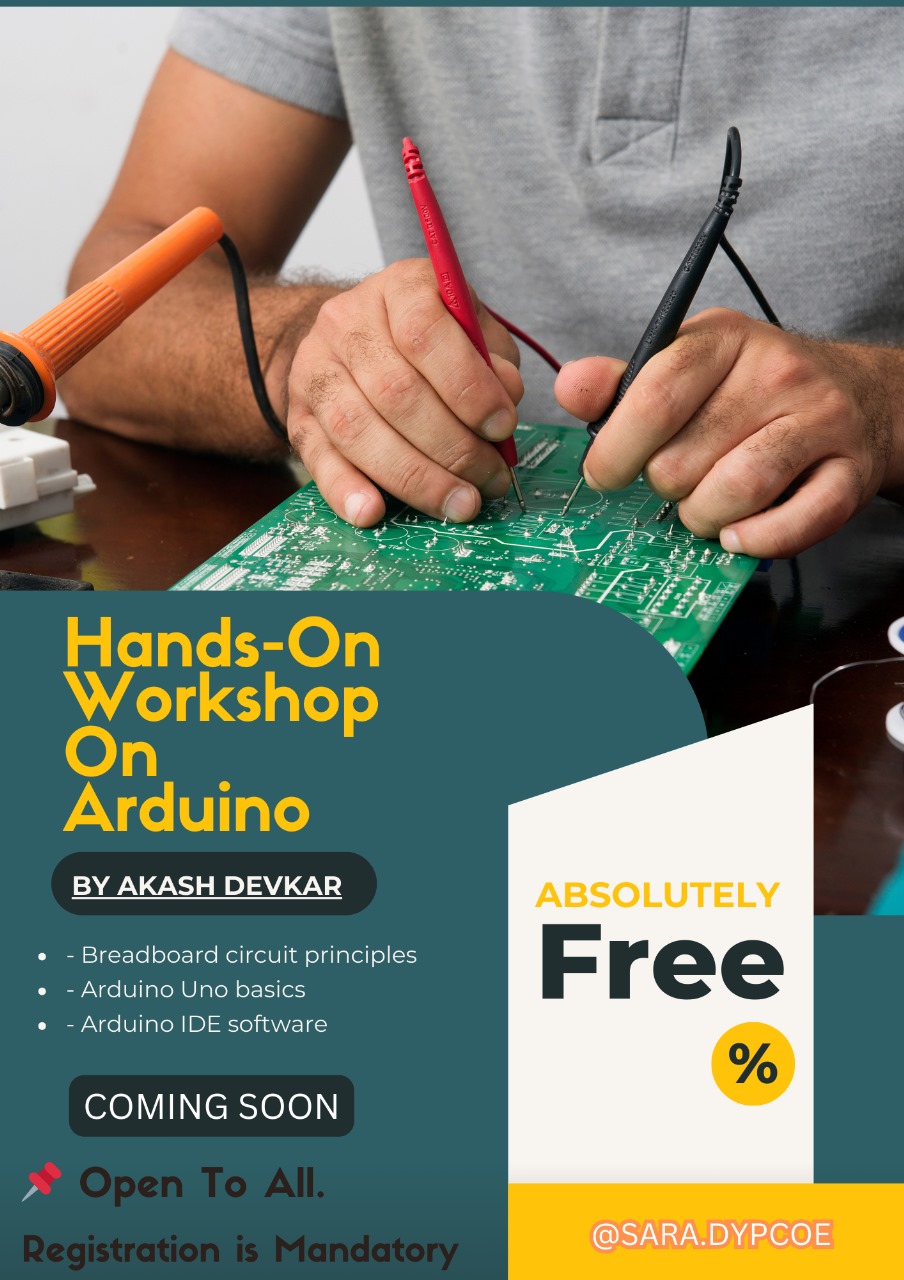 Hands-On
Workshop
On
Arduino
BY AKASH DEVKAR
• - Breadboard circuit principles
• - Arduino Uno basics
• - Arduino IDE software
COMING SOON
📌 Open To All.
Registration is Mandatory
ABSOLUTELY
Free
%
@SARA.DYPCOE